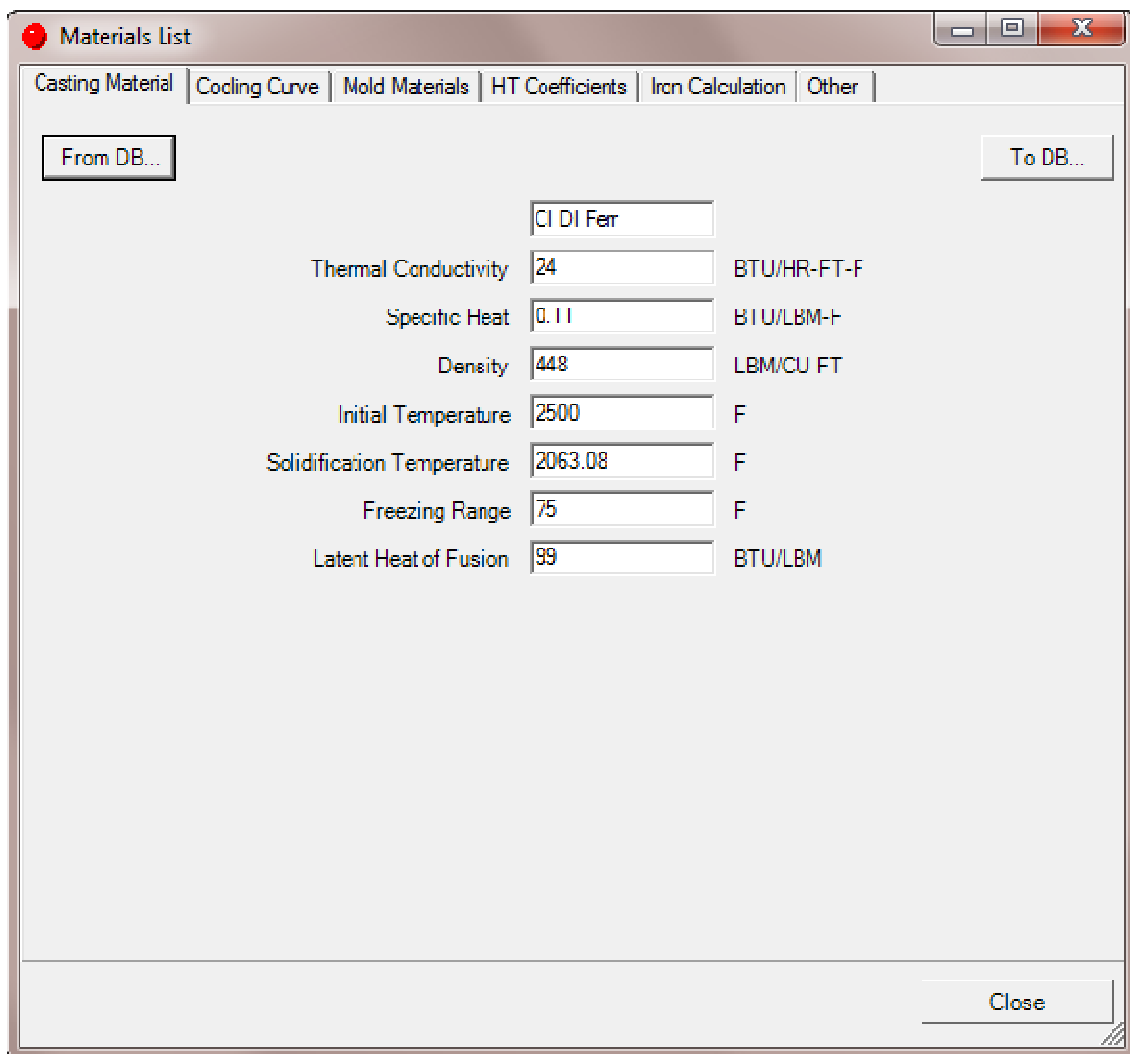 Materials List
Casting Material Cooling Curve Mold Materials HT Coefficients Iron Calculation Other
From DB... To DB...
CI DI Ferr
Thermal Conductivity 24 BTU/HR-FT-F
Specific Heat 0.11 BTU/LBM-F
Density 448 LBM/CU FT
Initial Temperature 2500 F
Solidification Temperature 2063.08 F
Freezing Range 75 F
Latent Heat of Fusion 99 BTU/LBM
Close